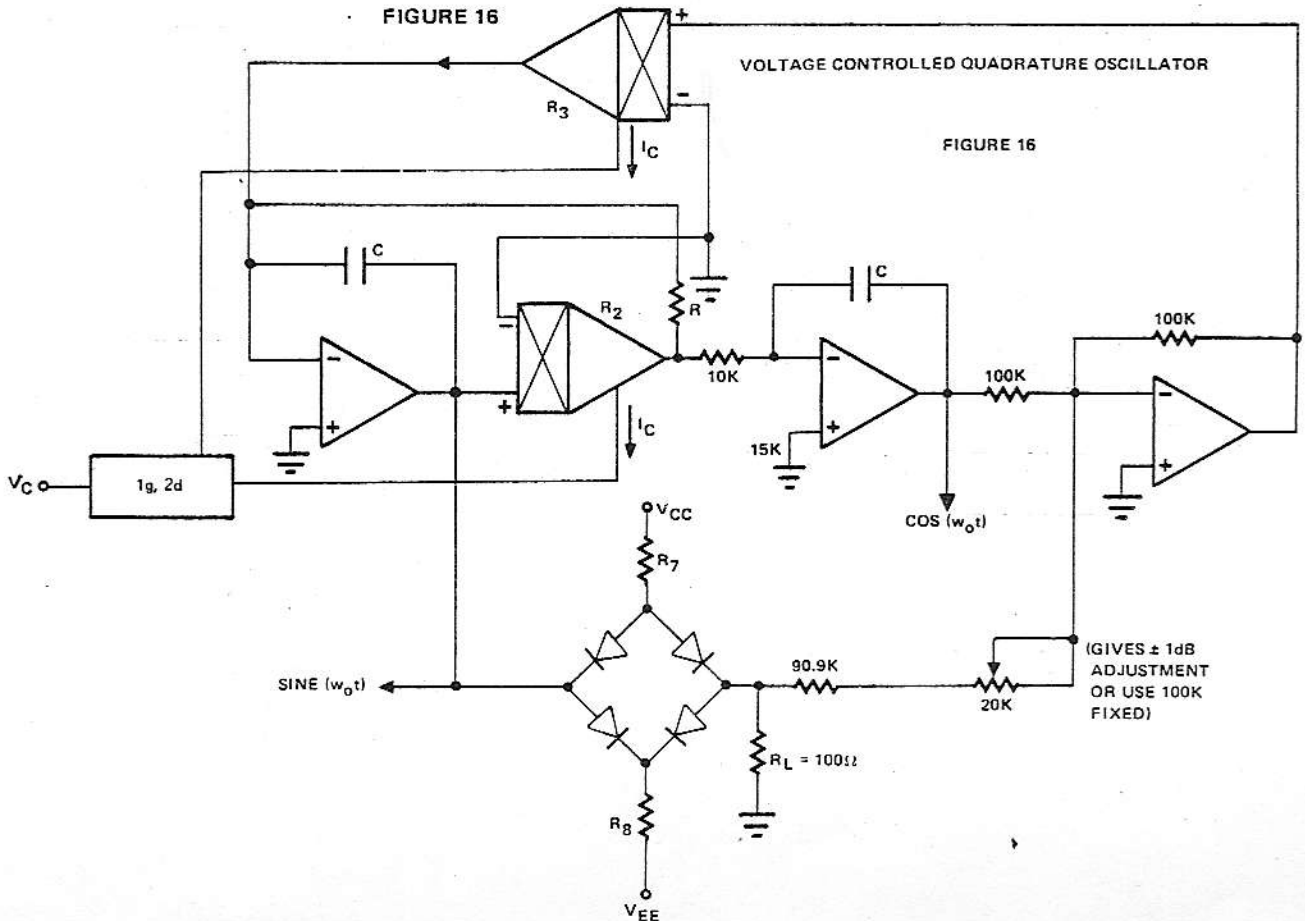 FIGURE 16
+
VOLTAGE CONTROLLED QUADRATURE OSCILLATOR
R3
-
IC
FIGURE 16
C
R2
C
-
R
100K
-
10K
-
100K
-
+
+
IC
15K
+
+
VC
1g, 2d
COS (wot)
VCC
R7
SINE (wot)
90.9K
20K
(GIVES ± 1dB
ADJUSTMENT
OR USE 100K
FIXED)
RL = 100Ω
R8
VEE